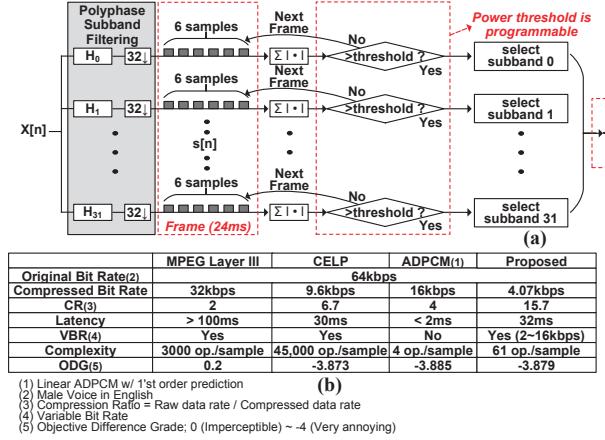 Polyphase
Subband
Filtering
6 samples
Next
Frame
No
Power threshold is
programmable
H0
32↓
Σ | • |
>threshold ?
Yes
select
subband 0
6 samples
Next
Frame
No
H1
32↓
Σ | • |
>threshold ?
Yes
select
subband 1
X[n]
s[n]
6 samples
Next
Frame
No
H31
32↓
Σ | • |
>threshold ?
Yes
select
subband 31
Frame (24ms)
(a)
MPEG Layer III CELP ADPCM(1) Proposed
Original Bit Rate(2) 64kbps
Compressed Bit Rate 32kbps 9.6kbps 16kbps 4.07kbps
CR(3) 2 6.7 4 15.7
Latency > 100ms 30ms < 2ms 32ms
VBR(4) Yes Yes No Yes (2~16kbps)
Complexity 3000 op./sample 45,000 op./sample 4 op./sample 61 op./sample
ODG(5) 0.2 -3.873 -3.885 -3.879
(b)
(1) Linear ADPCM w/ 1'st order prediction
(2) Male Voice in English
(3) Compression Ratio = Raw data rate / Compressed data rate
(4) Variable Bit Rate
(5) Objective Difference Grade; 0 (Imperceptible) ~ -4 (Very annoying)